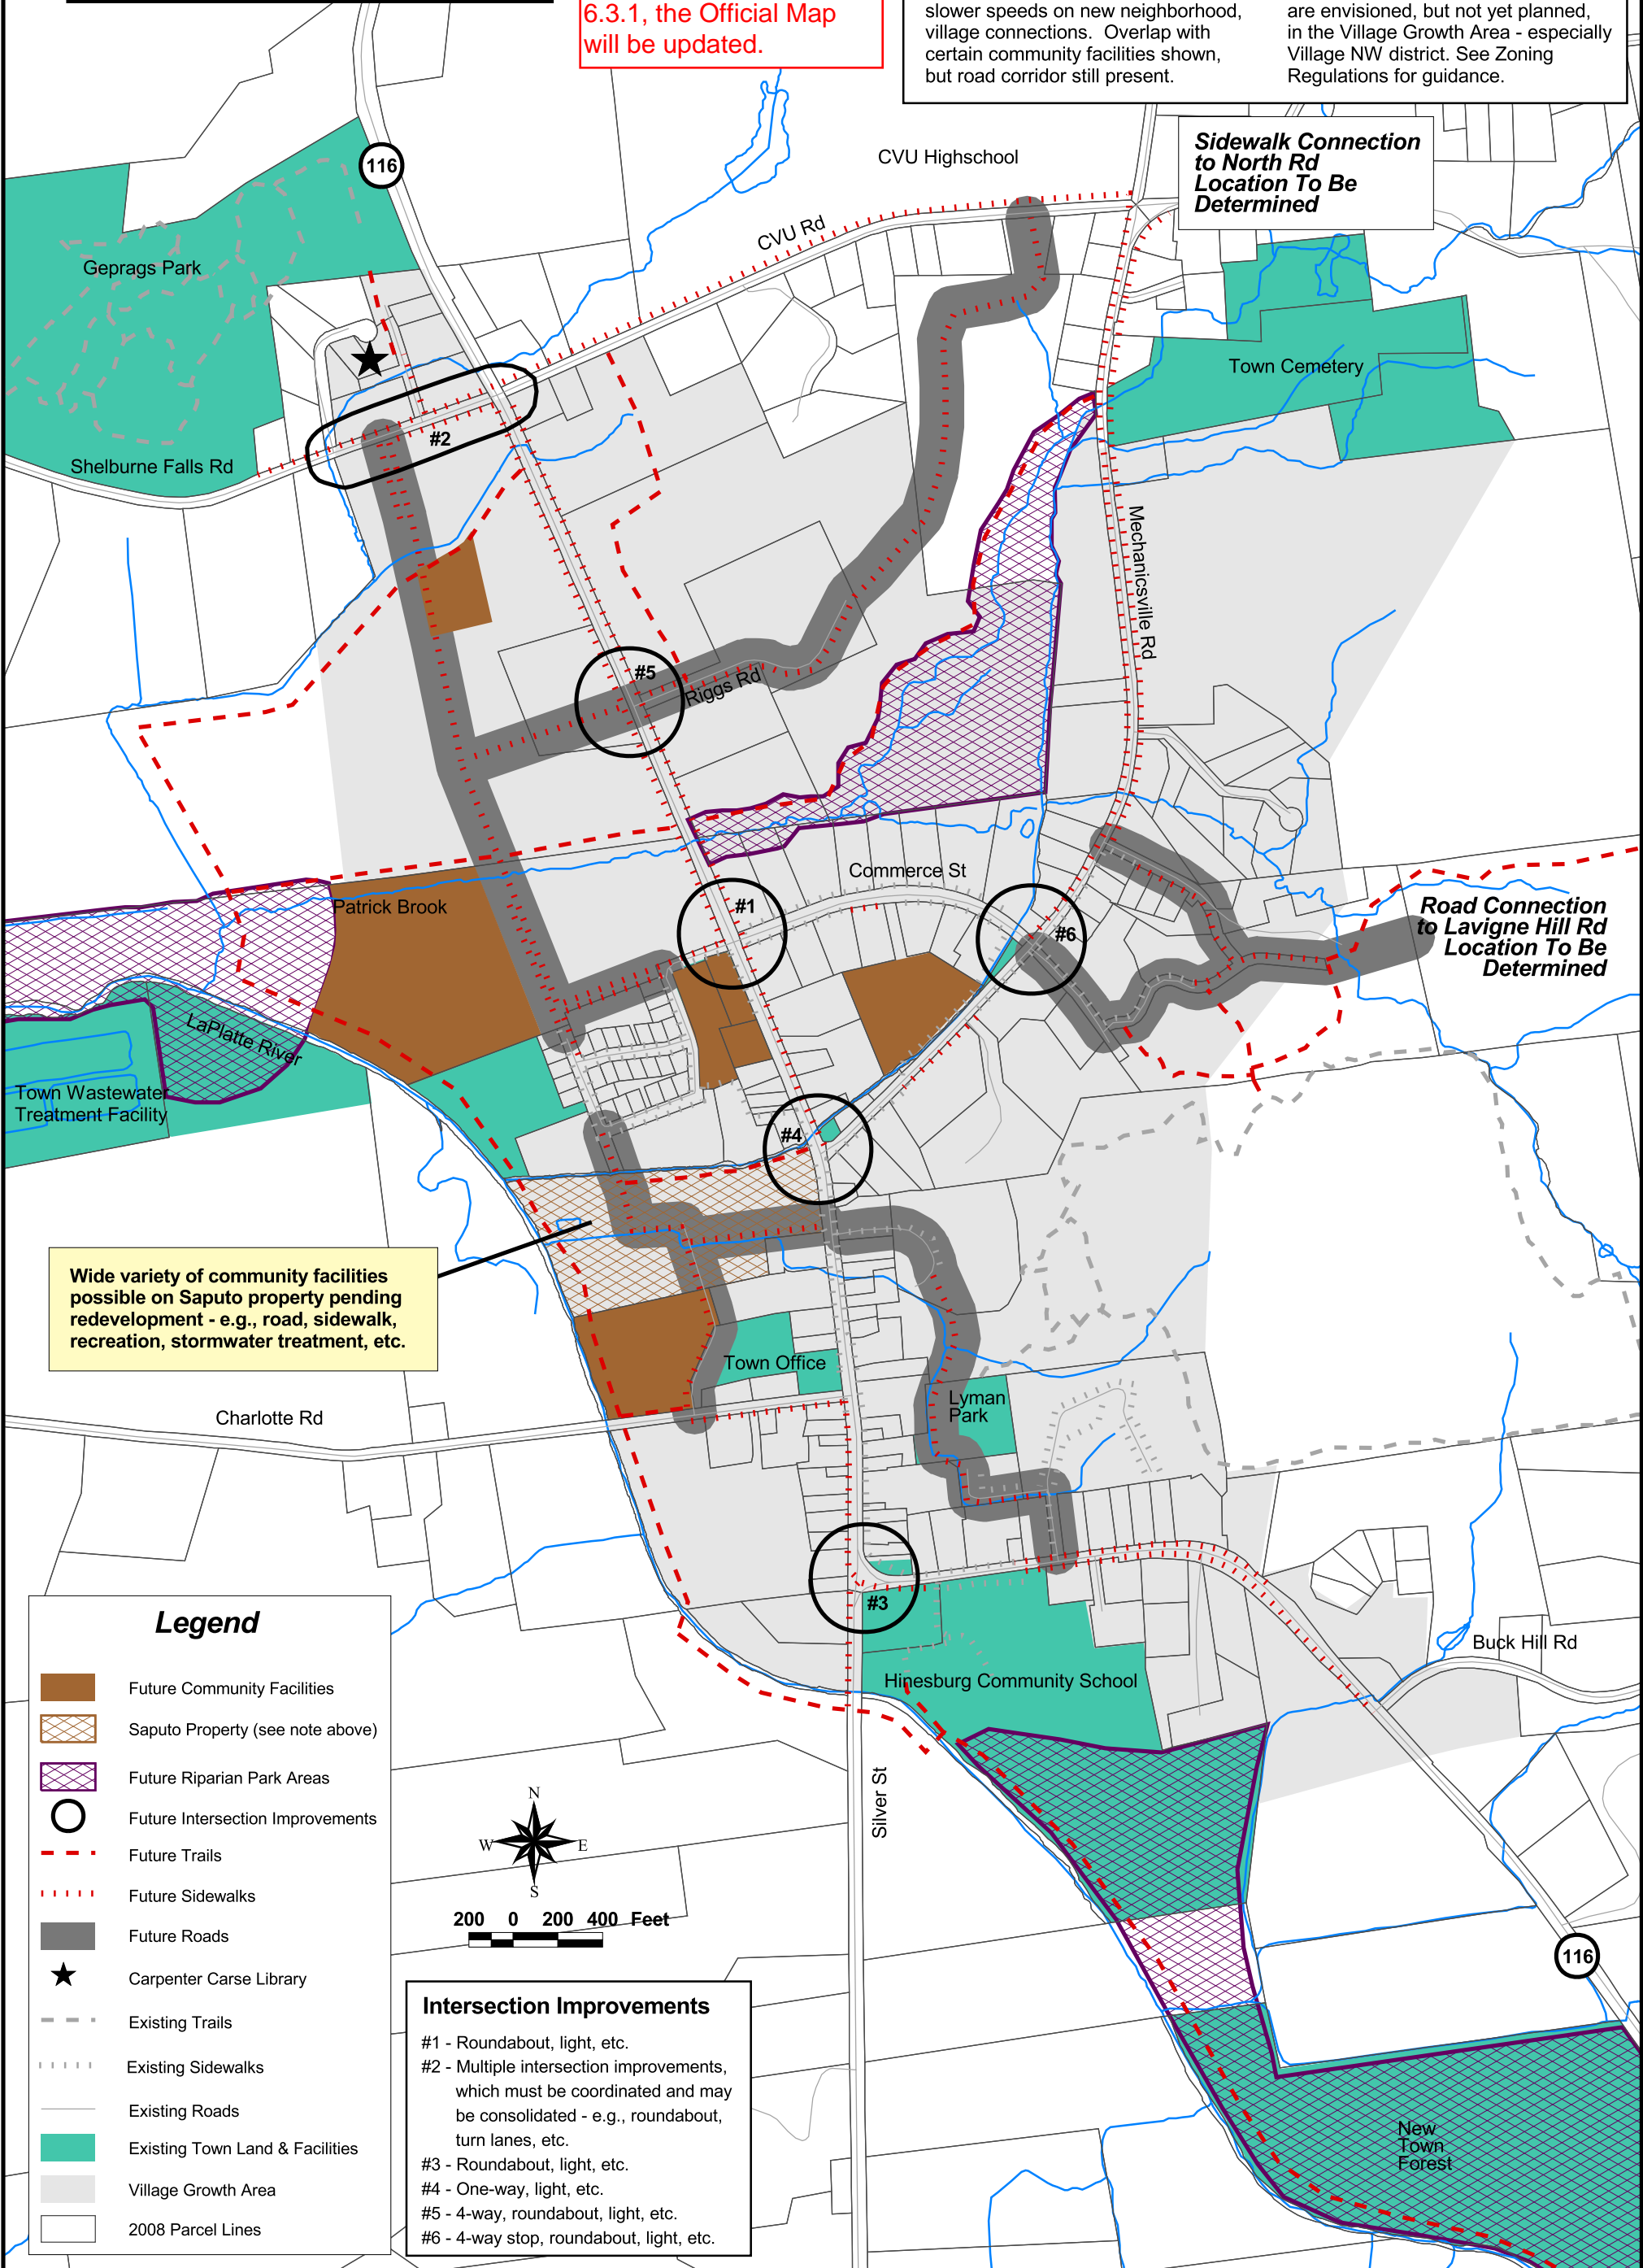 6.3.1, the Official Map
will be updated.
slower speeds on new neighborhood,
village connections.  Overlap with
certain community facilities shown,
but road corridor still present.
are envisioned, but not yet planned,
in the Village Growth Area - especially
Village NW district. See Zoning
Regulations for guidance.
CVU Highschool
Sidewalk Connection
to North Rd
Location To Be
Determined
116
CVU Rd
Geprags Park
Town Cemetery
#2
Shelburne Falls Rd
Mechanicsville Rd
#5
Riggs Rd
Commerce St
Patrick Brook
#1
#6
Road Connection
to Lavigne Hill Rd
Location To Be
Determined
LaPlatte River
Town Wastewater
Treatment Facility
#4
Wide variety of community facilities
possible on Saputo property pending
redevelopment - e.g., road, sidewalk,
recreation, stormwater treatment, etc.
Town Office
Lyman
Park
Charlotte Rd
#3
Buck Hill Rd
Hinesburg Community School
Silver St
116
New
Town
Forest
Legend
Future Community Facilities
Saputo Property (see note above)
Future Riparian Park Areas
Future Intersection Improvements
Future Trails
Future Sidewalks
Future Roads
Carpenter Carse Library
Existing Trails
Existing Sidewalks
Existing Roads
Existing Town Land & Facilities
Village Growth Area
2008 Parcel Lines
N
W E
S
200 0 200 400 Feet
Intersection Improvements
#1 - Roundabout, light, etc.
#2 - Multiple intersection improvements,
which must be coordinated and may
be consolidated - e.g., roundabout,
turn lanes, etc.
#3 - Roundabout, light, etc.
#4 - One-way, light, etc.
#5 - 4-way, roundabout, light, etc.
#6 - 4-way stop, roundabout, light, etc.